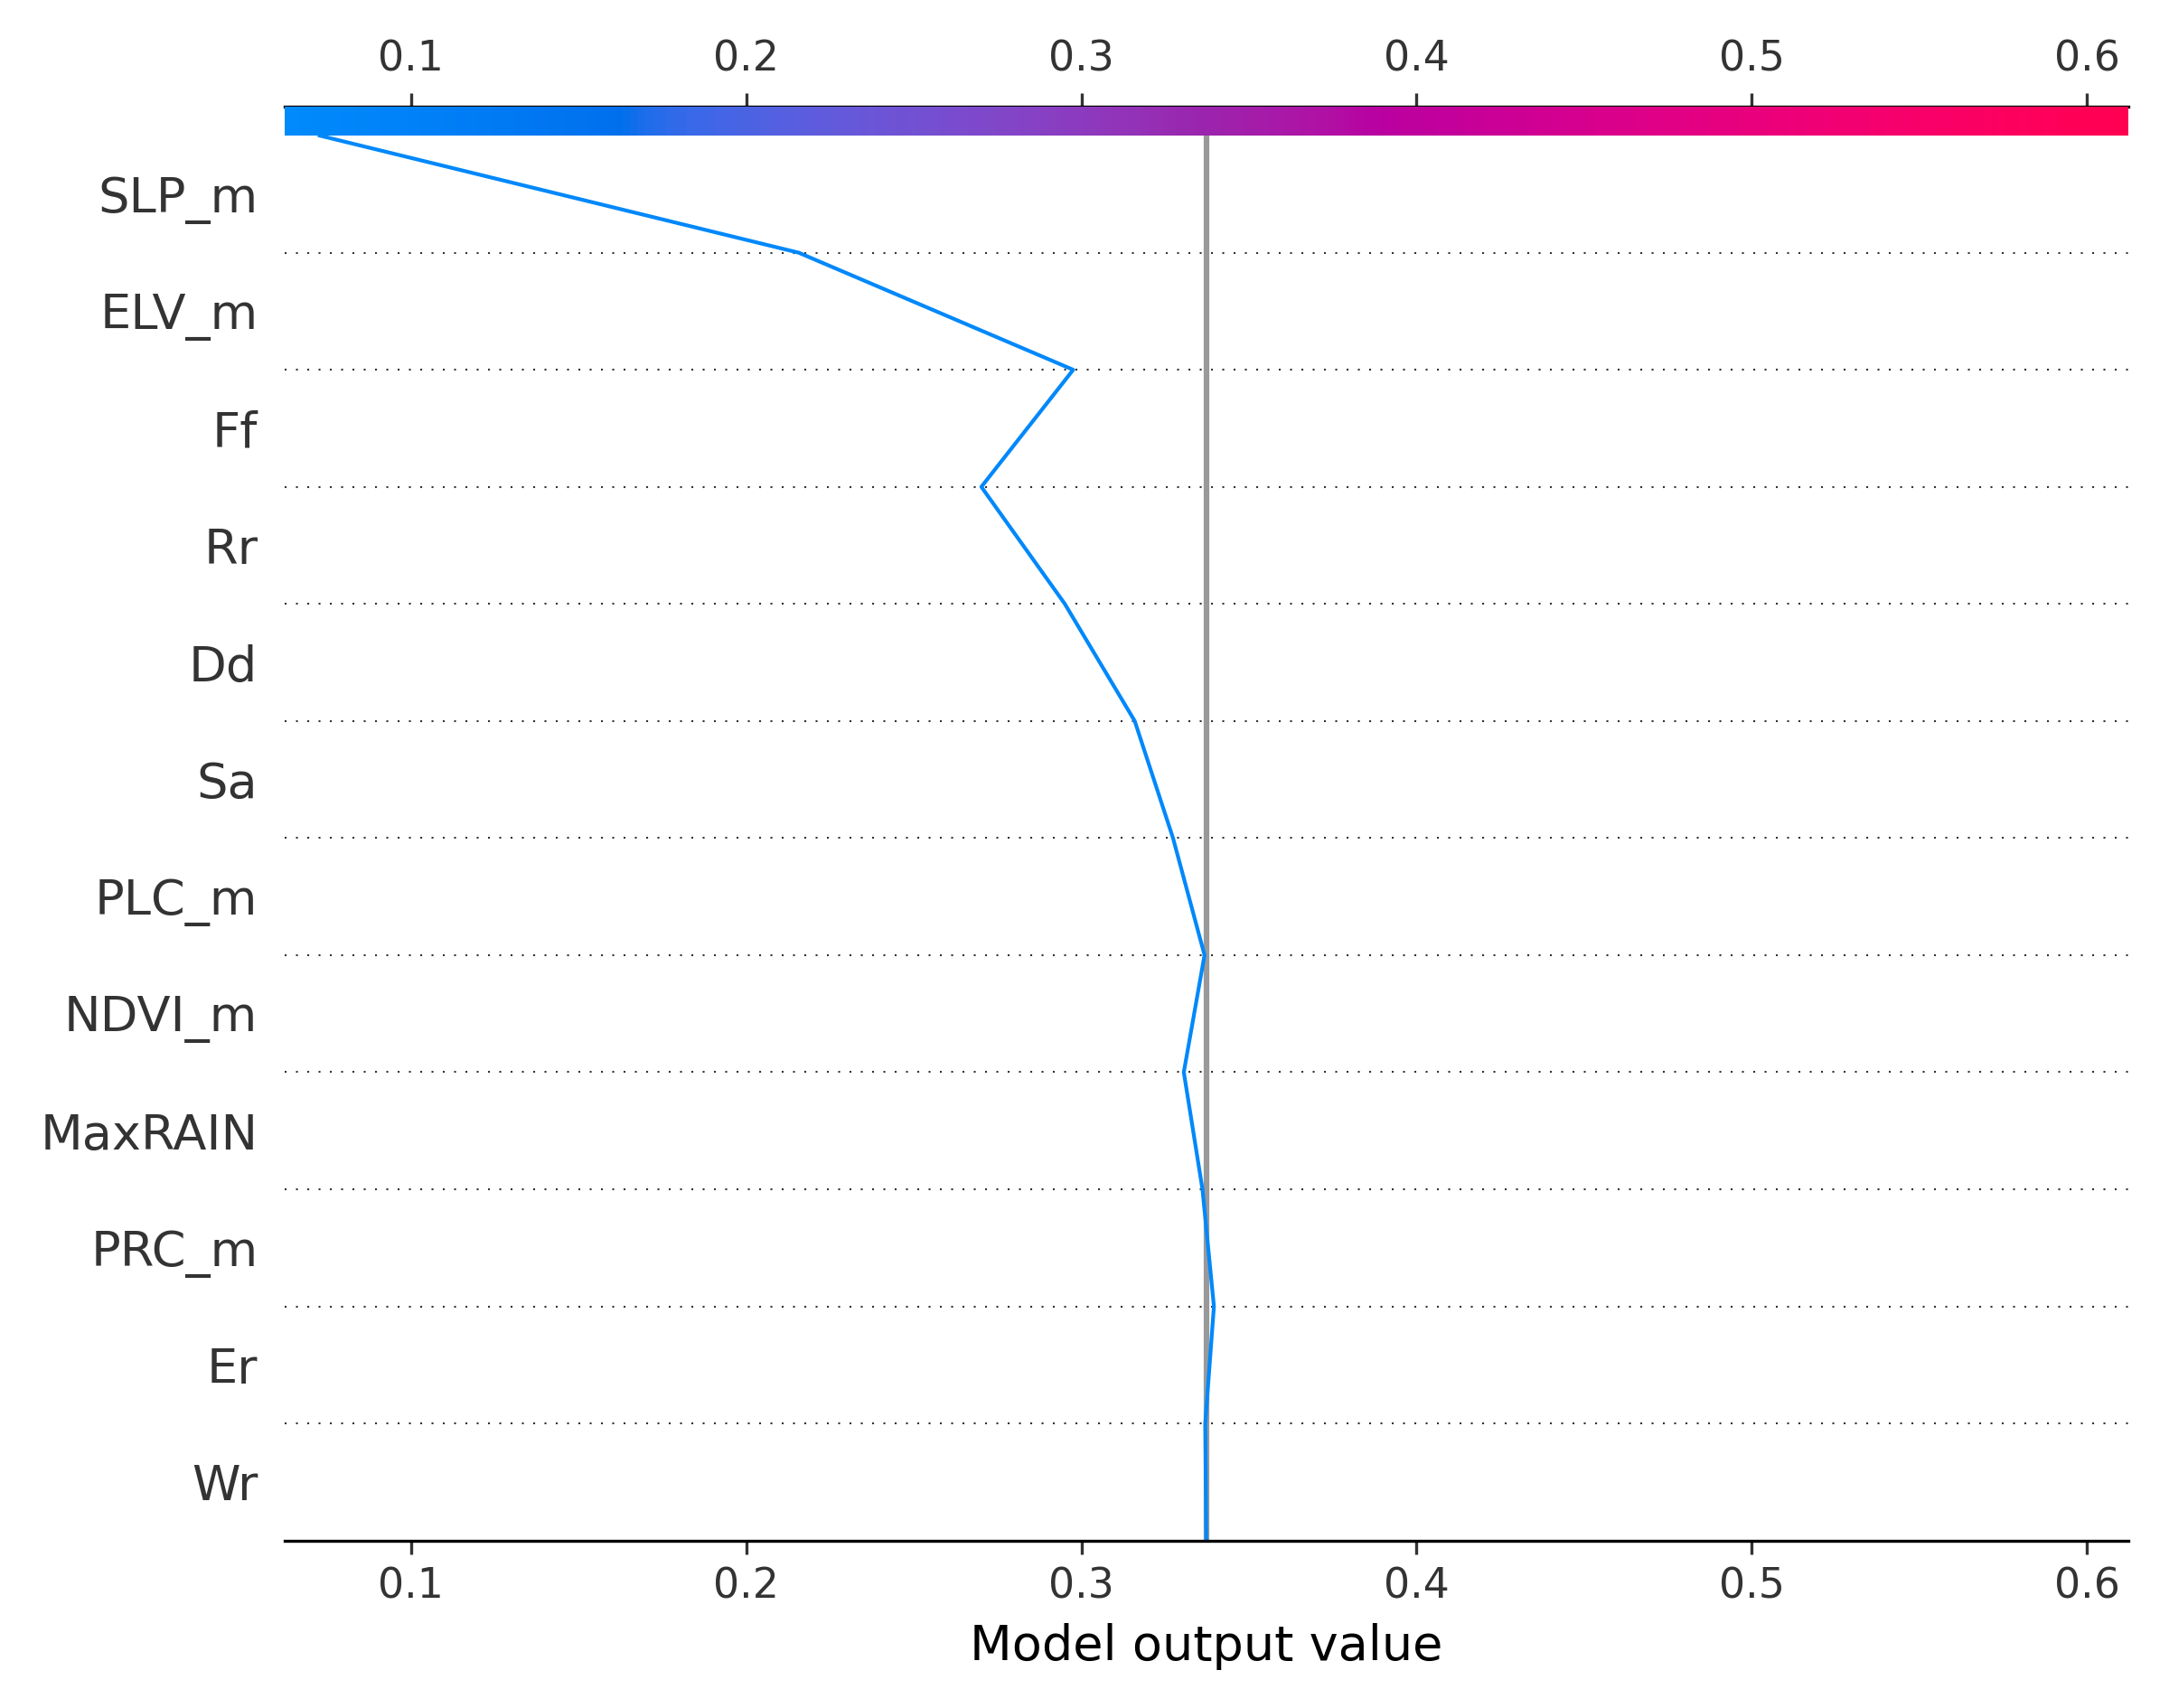 0.1 0.2 0.3 0.4 0.5 0.6
SLP_m
ELV_m
Ff
Rr
Dd
Sa
PLC_m
NDVI_m
MaxRAIN
PRC_m
Er
Wr
0.1 0.2 0.3 0.4 0.5 0.6
Model output value